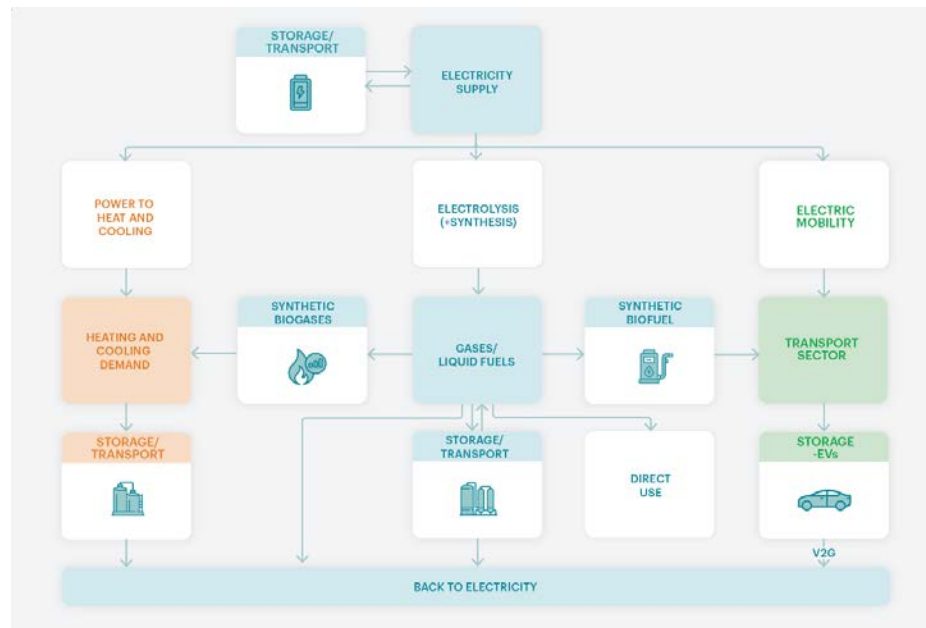 STORAGE/
TRANSPORT
ELECTRICITY
SUPPLY
POWER TO
HEAT AND
COOLING
ELECTROLYSIS
(+SYNTHESIS)
ELECTRIC
MOBILITY
HEATING AND
COOLING
DEMAND
SYNTHETIC
BIOGASES
GASES/
LIQUID FUELS
SYNTHETIC
BIOFUEL
TRANSPORT
SECTOR
STORAGE/
TRANSPORT
STORAGE/
TRANSPORT
DIRECT
USE
STORAGE
-EVs
V2G
BACK TO ELECTRICITY